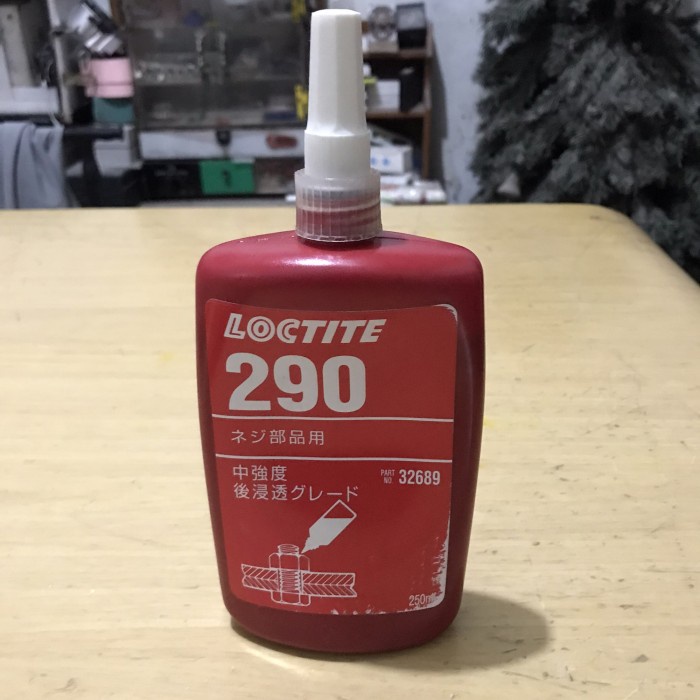 LOCTITE
290
ネジ部品用
中強度
後浸透グレード
PART NO. 32689
250ml